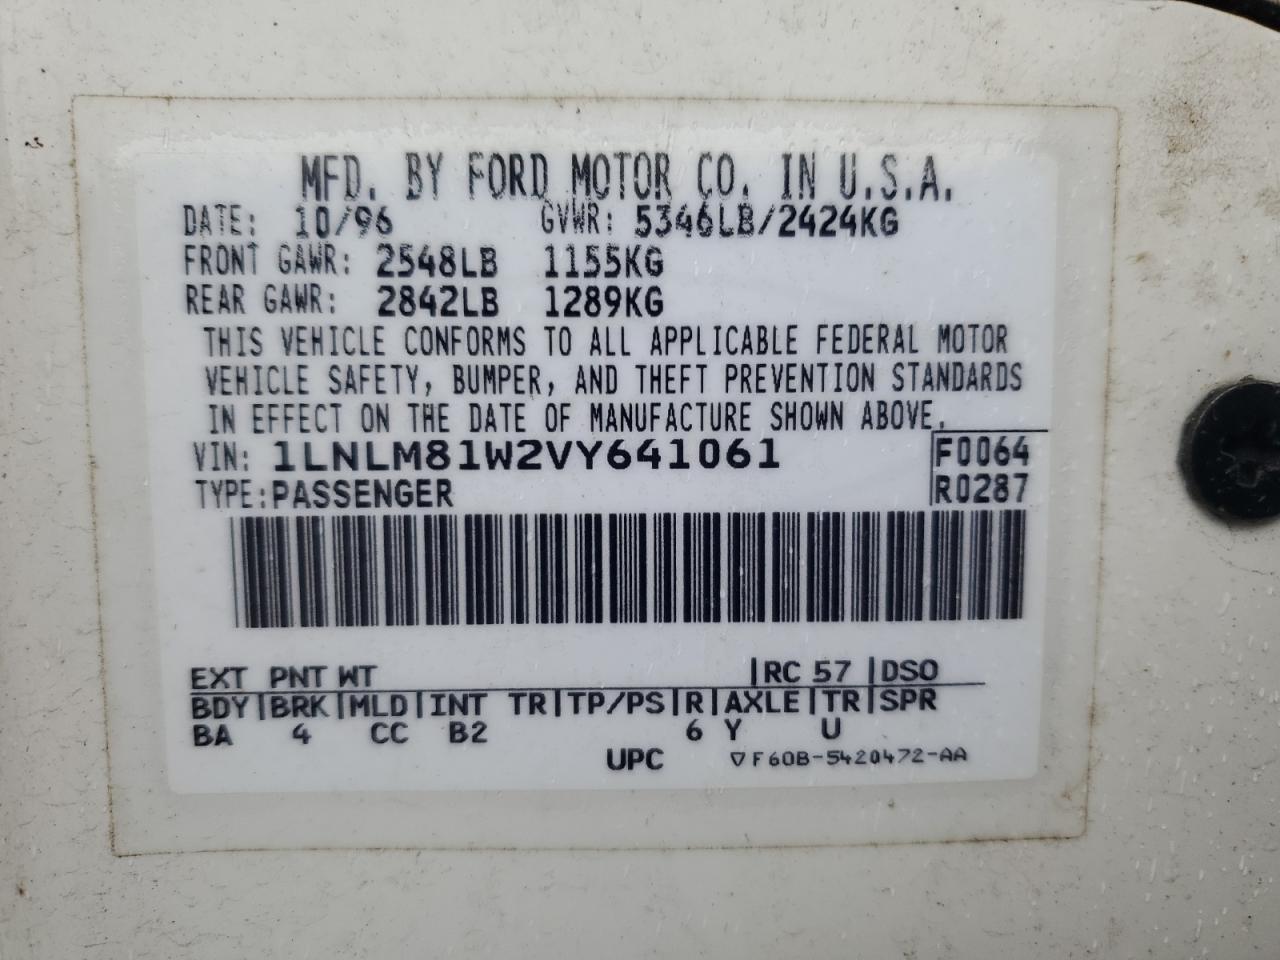 MFD. BY FORD MOTOR CO. IN U.S.A.
DATE: 10/96 GVWR: 5346LB/2424KG
FRONT GAWR: 2548LB 1155KG
REAR GAWR: 2842LB 1289KG
THIS VEHICLE CONFORMS TO ALL APPLICABLE FEDERAL MOTOR
VEHICLE SAFETY, BUMPER, AND THEFT PREVENTION STANDARDS
IN EFFECT ON THE DATE OF MANUFACTURE SHOWN ABOVE.
VIN: 1LNLM81W2VY641061 F0064
TYPE: PASSENGER R0287
EXT PNT WT |RC 57 |DSO
BDY|BRK|MLD|INT TR|TP/PS|R|AXLE|TR|SPR
BA 4 CC B2 6 Y U
UPC ▽F60B-5420472-AA